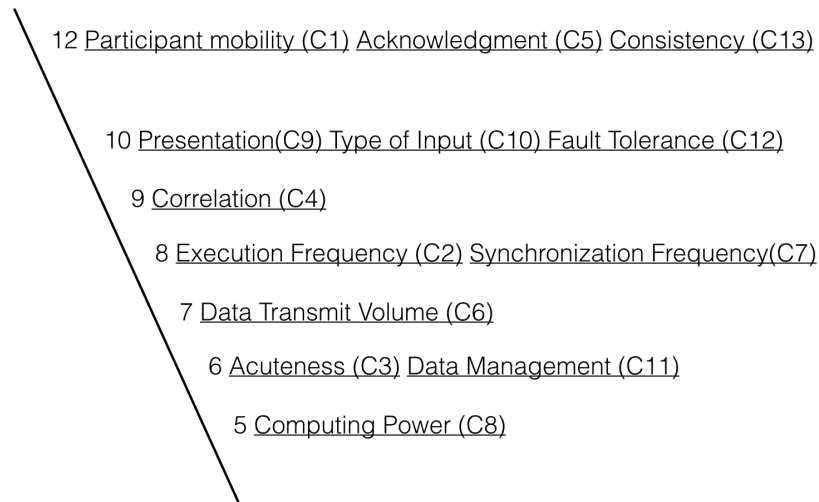 12 Participant mobility (C1) Acknowledgment (C5) Consistency (C13)
10 Presentation(C9) Type of Input (C10) Fault Tolerance (C12)
9 Correlation (C4)
8 Execution Frequency (C2) Synchronization Frequency(C7)
7 Data Transmit Volume (C6)
6 Acuteness (C3) Data Management (C11)
5 Computing Power (C8)